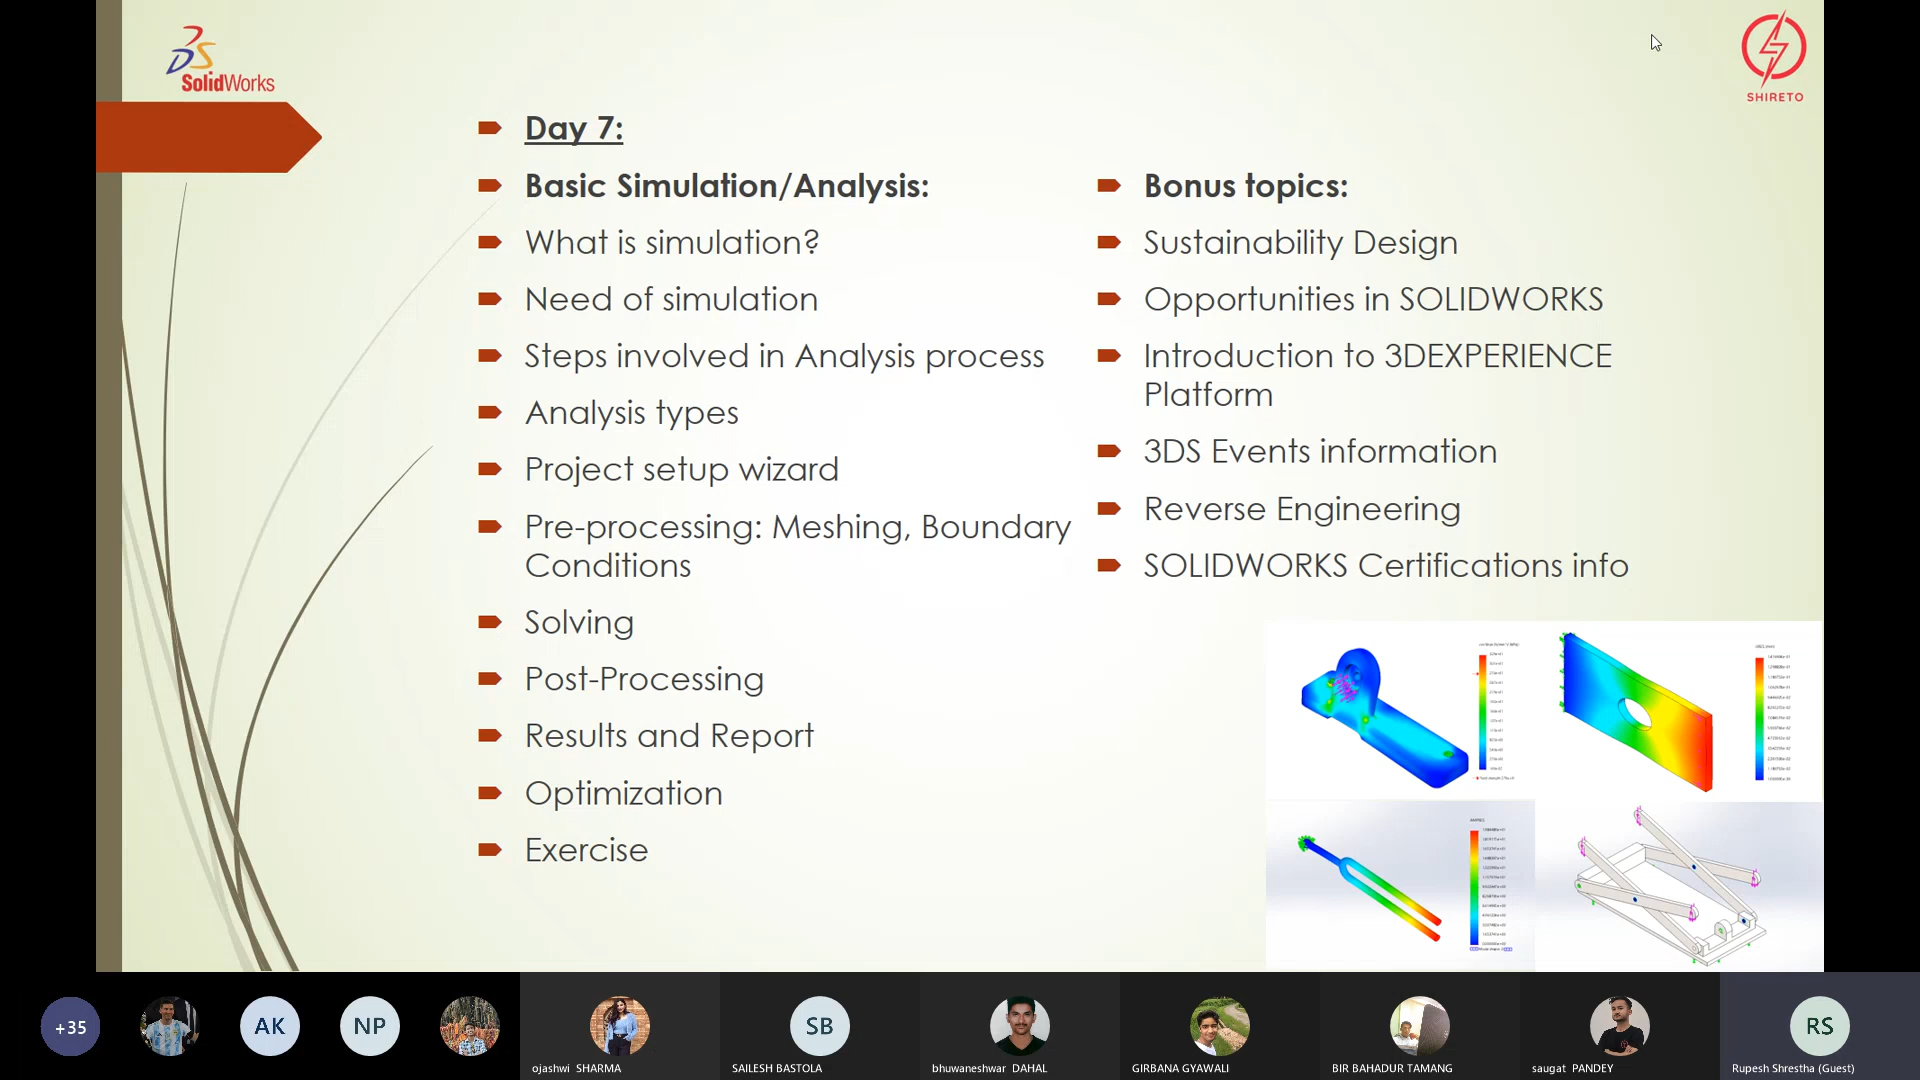 SolidWorks
SHIRETO
Day 7:
Basic Simulation/Analysis:
What is simulation?
Need of simulation
Steps involved in Analysis process
Analysis types
Project setup wizard
Pre-processing: Meshing, Boundary
Conditions
Solving
Post-Processing
Results and Report
Optimization
Exercise
Bonus topics:
Sustainability Design
Opportunities in SOLIDWORKS
Introduction to 3DEXPERIENCE
Platform
3DS Events information
Reverse Engineering
SOLIDWORKS Certifications info
+35
AK
NP
ojashwi SHARMA
SB
SAILESH BASTOLA
bhuwaneshwar DAHAL
GIRBANA GYAWALI
BIR BAHADUR TAMANG
saugat PANDEY
RS
Rupesh Shrestha (Guest)